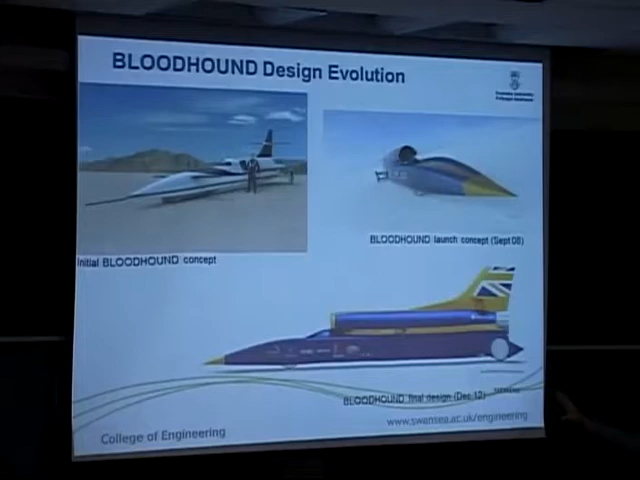 BLOODHOUND Design Evolution
Initial BLOODHOUND concept
BLOODHOUND launch concept (Sept 08)
BLOODHOUND final design (Dec 12)
College of Engineering
www.swansea.ac.uk/engineering